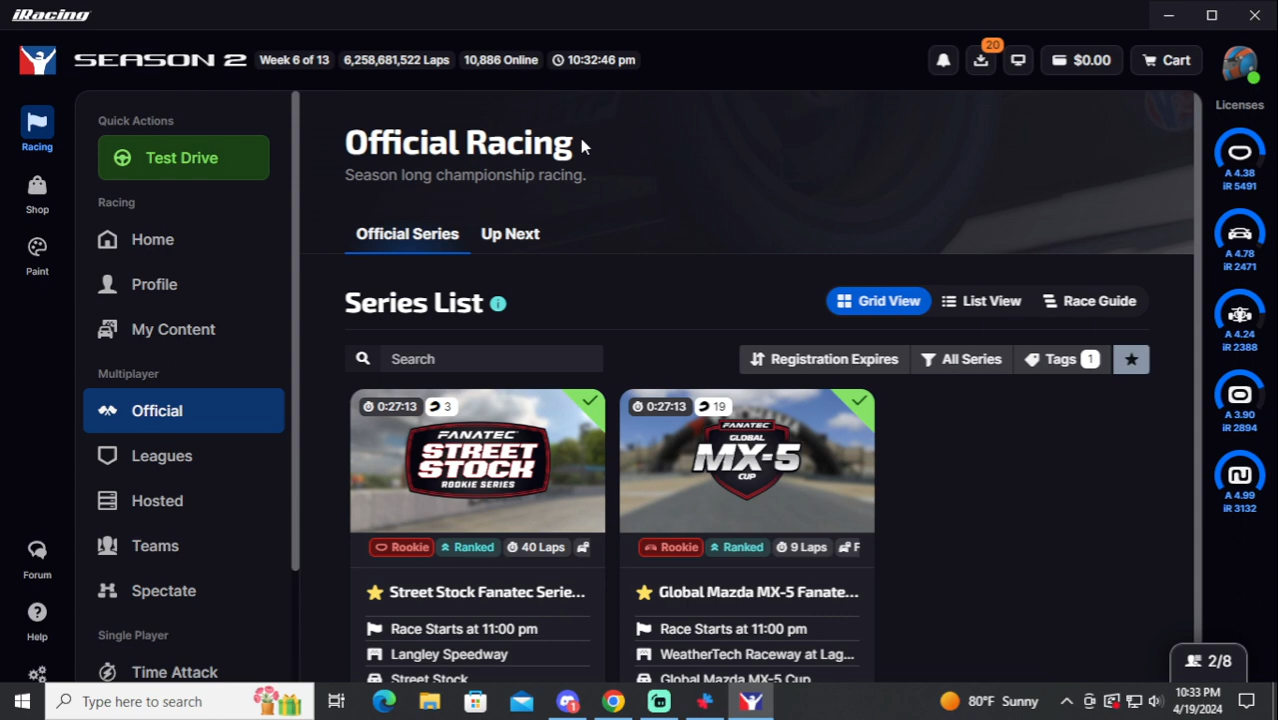 iRacing
SEASON 2
Week 6 of 13
6,258,681,522 Laps
10,886 Online
10:32:46 pm
20
$0.00
Cart
Racing
Shop
Paint
Forum
Help
Quick Actions
Test Drive
Racing
Home
Profile
My Content
Multiplayer
Official
Leagues
Hosted
Teams
Spectate
Single Player
Time Attack
Official Racing
Season long championship racing.
Official Series
Up Next
Series List
Grid View
List View
Race Guide
Search
Registration Expires
All Series
Tags 1
0:27:13
3
FANATEC
STREET
STOCK
ROOKIE SERIES
Rookie
Ranked
40 Laps
Street Stock Fanatec Serie...
Race Starts at 11:00 pm
Langley Speedway
Street Stock
0:27:13
19
FANATEC
GLOBAL
MX-5
CUP
Rookie
Ranked
9 Laps
F
Global Mazda MX-5 Fanate...
Race Starts at 11:00 pm
WeatherTech Raceway at Lag...
Global Mazda MX-5 Cup
Licenses
A 4.38
iR 5491
A 4.78
iR 2471
A 4.24
iR 2388
A 3.90
iR 2894
A 4.99
iR 3132
2/8
Type here to search
80°F Sunny
10:33 PM
4/19/2024